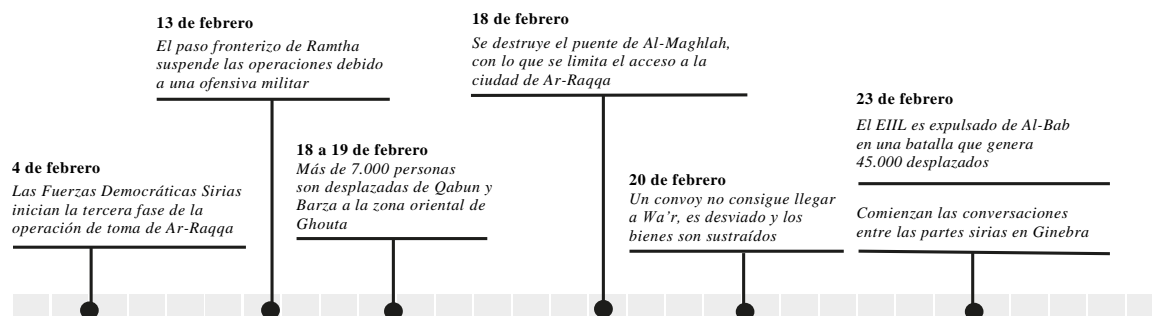 4 de febrero
Las Fuerzas Democráticas Sirias
inician la tercera fase de la
operación de toma de Ar-Raqqa
13 de febrero
El paso fronterizo de Ramtha
suspende las operaciones debido
a una ofensiva militar
18 a 19 de febrero
Más de 7.000 personas
son desplazadas de Qabun y
Barza a la zona oriental de
Ghouta
18 de febrero
Se destruye el puente de Al-Maghlah,
con lo que se limita el acceso a la
ciudad de Ar-Raqqa
20 de febrero
Un convoy no consigue llegar
a Wa’r, es desviado y los
bienes son sustraídos
23 de febrero
El EIIL es expulsado de Al-Bab
en una batalla que genera
45.000 desplazados
Comienzan las conversaciones
entre las partes sirias en Ginebra